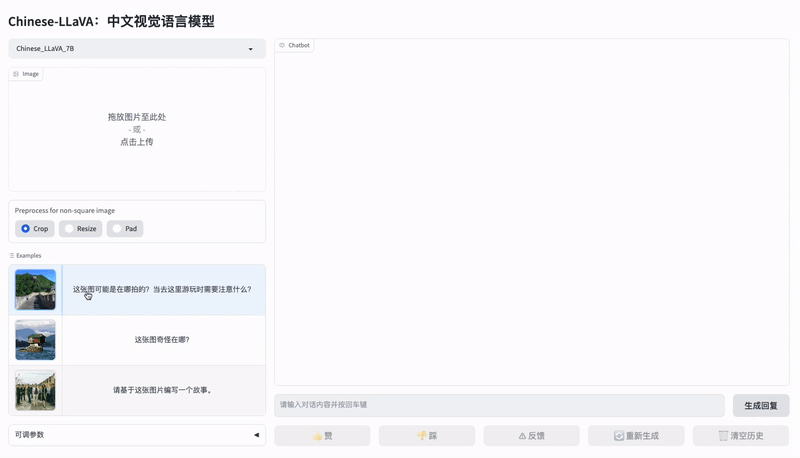 Chinese-LLaVA：中文视觉语言模型
Chinese_LLaVA_7B
Image
拖放图片至此处
- 或 -
点击上传
Preprocess for non-square image
Crop
Resize
Pad
Examples
这张图可能是在哪拍的？当去这里游玩时需要注意什么？
这张图奇怪在哪？
请基于这张图片编写一个故事。
可调参数
Chatbot
请输入对话内容并按回车键
生成回复
👍 赞
👎 踩
⚠ 反馈
🔄 重新生成
🗑 清空历史